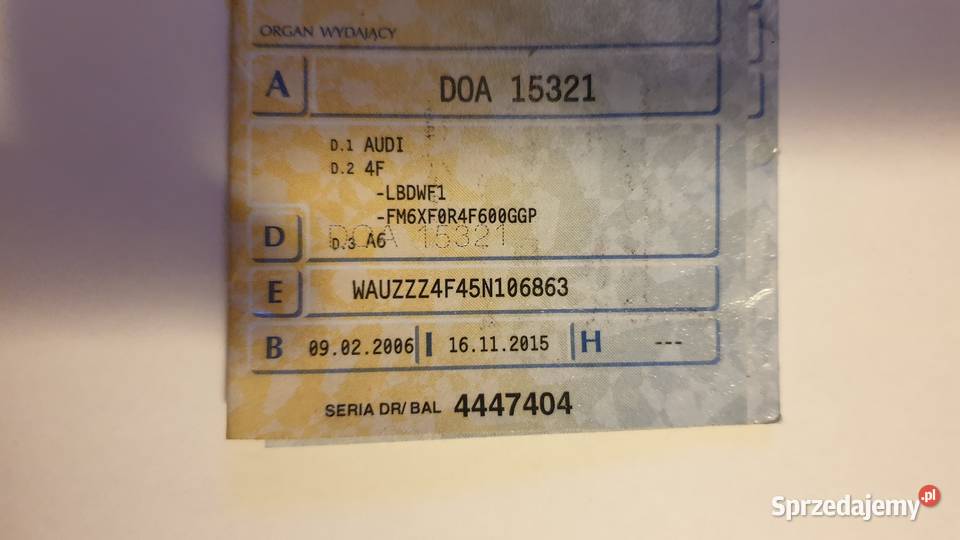 ORGAN WYDAJĄCY
A DOA 15321
D.1 AUDI
D.2 4F
-LBDWF1
-FM6XF0R4F600GGP
D D.3 A6
DOA 15321
E WAUZZZ4F45N106863
B 09.02.2006 I 16.11.2015 H ---
SERIA DR/BAŁ 4447404
Sprzedajemy.pl